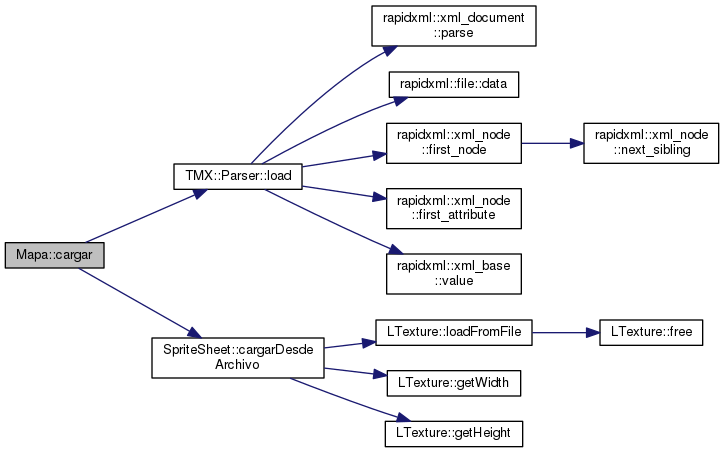 rapidxml::xml_document
::parse
rapidxml::file::data
rapidxml::xml_node
::first_node
rapidxml::xml_node
::next_sibling
TMX::Parser::load
rapidxml::xml_node
::first_attribute
Mapa::cargar
rapidxml::xml_base
::value
LTexture::loadFromFile
LTexture::free
SpriteSheet::cargarDesde
Archivo
LTexture::getWidth
LTexture::getHeight